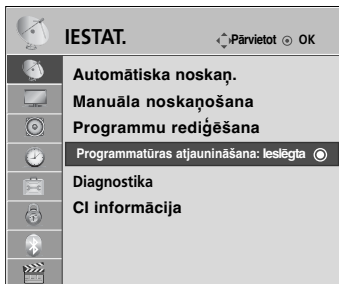 IESTAT.
Pārvietot OK
Automātiska noskaņ.
Manuāla noskaņošana
Programmu rediģēšana
Programmatūras atjaunināšana: Ieslēgta
Diagnostika
CI informācija